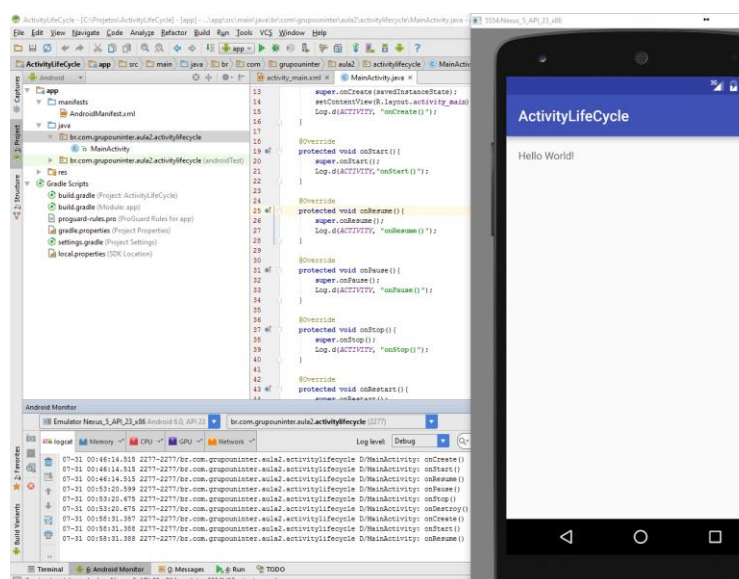 ActivityLifeCycle - [C:\Projetos\ActivityLifeCycle] - [app] - ...\app\src\main\java\br\com\grupouninter\aula2\activitylifecycle\MainActivity.java -
File Edit View Navigate Code Analyze Refactor Build Run Tools VCS Window Help
app
ActivityLifeCycle app src main java br com grupouninter aula2 activitylifecycle MainActiv
Android
activity_main.xml × MainActivity.java ×
app
manifests
AndroidManifest.xml
java
br.com.grupouninter.aula2.activitylifecycle
MainActivity
br.com.grupouninter.aula2.activitylifecycle (androidTest)
res
Gradle Scripts
build.gradle (Project: ActivityLifeCycle)
build.gradle (Module: app)
proguard-rules.pro (ProGuard Rules for app)
gradle.properties (Project Properties)
settings.gradle (Project Settings)
local.properties (SDK Location)
Captures
1: Project
7: Structure
2: Favorites
Build Variants
13 super.onCreate(savedInstanceState);
14 setContentView(R.layout.activity_main)
15 Log.d(ACTIVITY, "onCreate()");
16 }
17
18 @Override
19 protected void onStart(){
20 super.onStart();
21 Log.d(ACTIVITY,"onStart()");
22 }
23
24 @Override
25 protected void onResume(){
26 super.onResume();
27 Log.d(ACTIVITY, "onResume()");
28 }
29
30 @Override
31 protected void onPause(){
32 super.onPause();
33 Log.d(ACTIVITY, "onPause()");
34 }
35
36 @Override
37 protected void onStop(){
38 super.onStop();
39 Log.d(ACTIVITY, "onStop()");
40 }
41
42 @Override
43 protected void onRestart(){
44 super.onRestart();
Android Monitor
Emulator Nexus_5_API_23_x86 Android 6.0, API 23 br.com.grupouninter.aula2.activitylifecycle (2277)
logcat Memory CPU GPU Network Log level: Debug
07-31 00:46:14.515 2277-2277/br.com.grupouninter.aula2.activitylifecycle D/MainActivity: onCreate()
07-31 00:46:14.515 2277-2277/br.com.grupouninter.aula2.activitylifecycle D/MainActivity: onStart()
07-31 00:46:14.515 2277-2277/br.com.grupouninter.aula2.activitylifecycle D/MainActivity: onResume()
07-31 00:53:20.599 2277-2277/br.com.grupouninter.aula2.activitylifecycle D/MainActivity: onPause()
07-31 00:53:20.675 2277-2277/br.com.grupouninter.aula2.activitylifecycle D/MainActivity: onStop()
07-31 00:53:20.675 2277-2277/br.com.grupouninter.aula2.activitylifecycle D/MainActivity: onDestroy()
07-31 00:58:31.387 2277-2277/br.com.grupouninter.aula2.activitylifecycle D/MainActivity: onCreate()
07-31 00:58:31.388 2277-2277/br.com.grupouninter.aula2.activitylifecycle D/MainActivity: onStart()
07-31 00:58:31.388 2277-2277/br.com.grupouninter.aula2.activitylifecycle D/MainActivity: onResume()
Terminal 6: Android Monitor 0: Messages 4: Run TODO
5554:Nexus_5_API_23_x86
ActivityLifeCycle
Hello World!